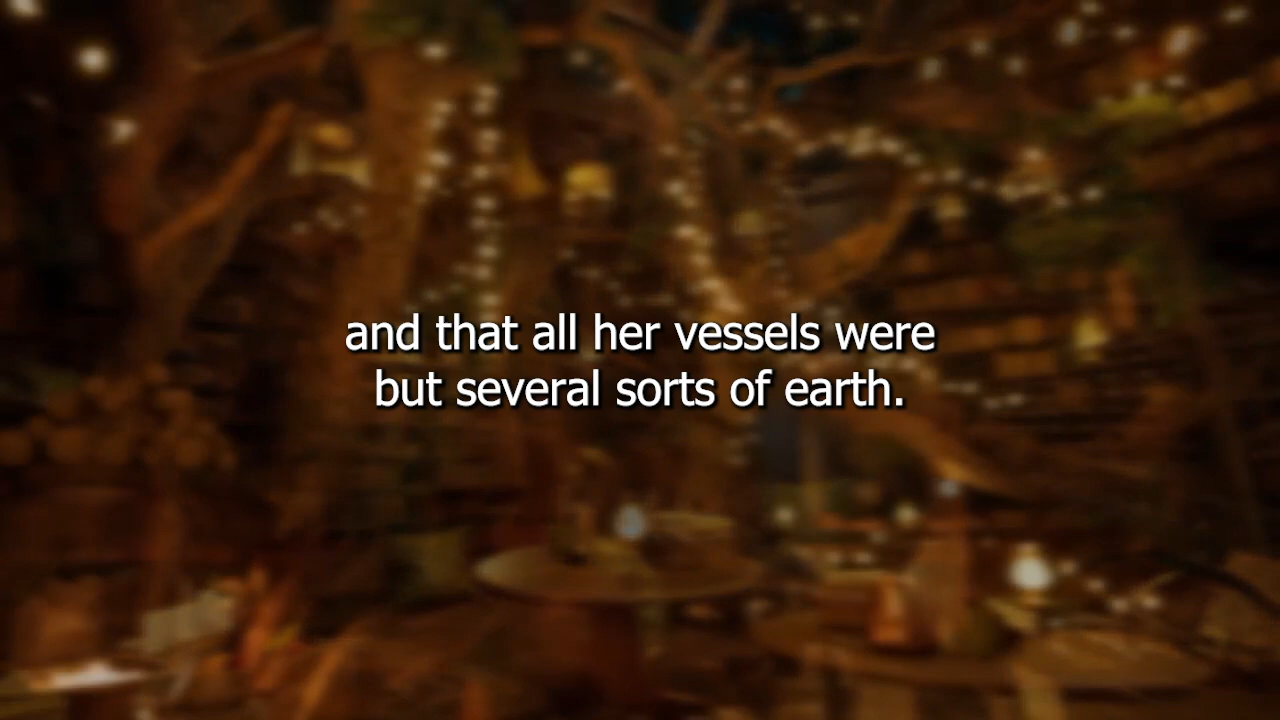 and that all her vessels were
but several sorts of earth.